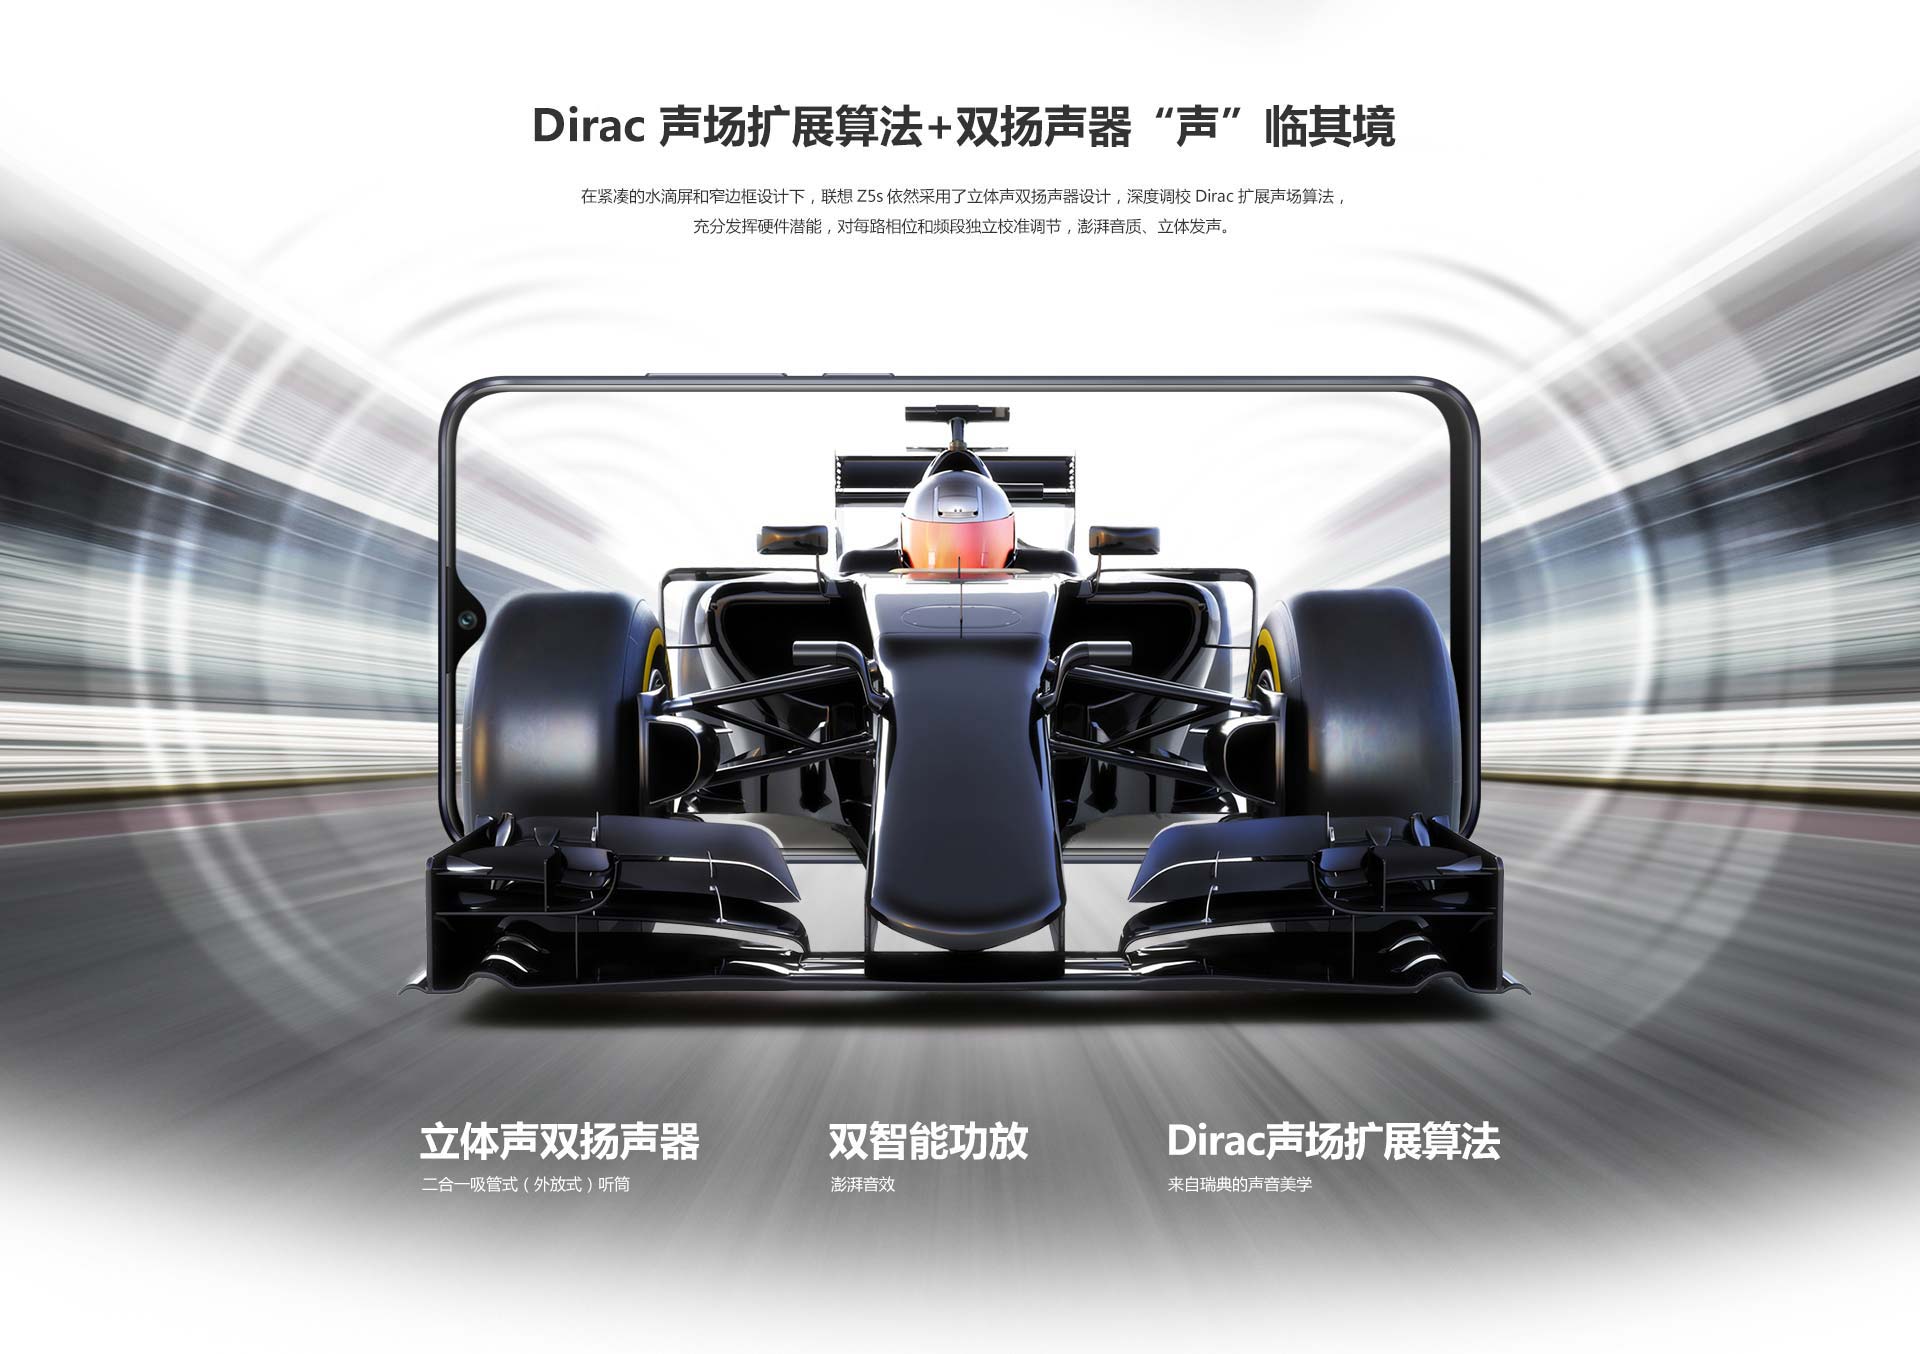 Dirac 声场扩展算法+双扬声器“声”临其境
在紧凑的水滴屏和窄边框设计下，联想 Z5s 依然采用了立体声双扬声器设计，深度调校 Dirac 扩展声场算法，
充分发挥硬件潜能，对每路相位和频段独立校准调节，澎湃音质、立体发声。
立体声双扬声器
二合一吸管式（外放式）听筒
双智能功放
澎湃音效
Dirac声场扩展算法
来自瑞典的声音美学